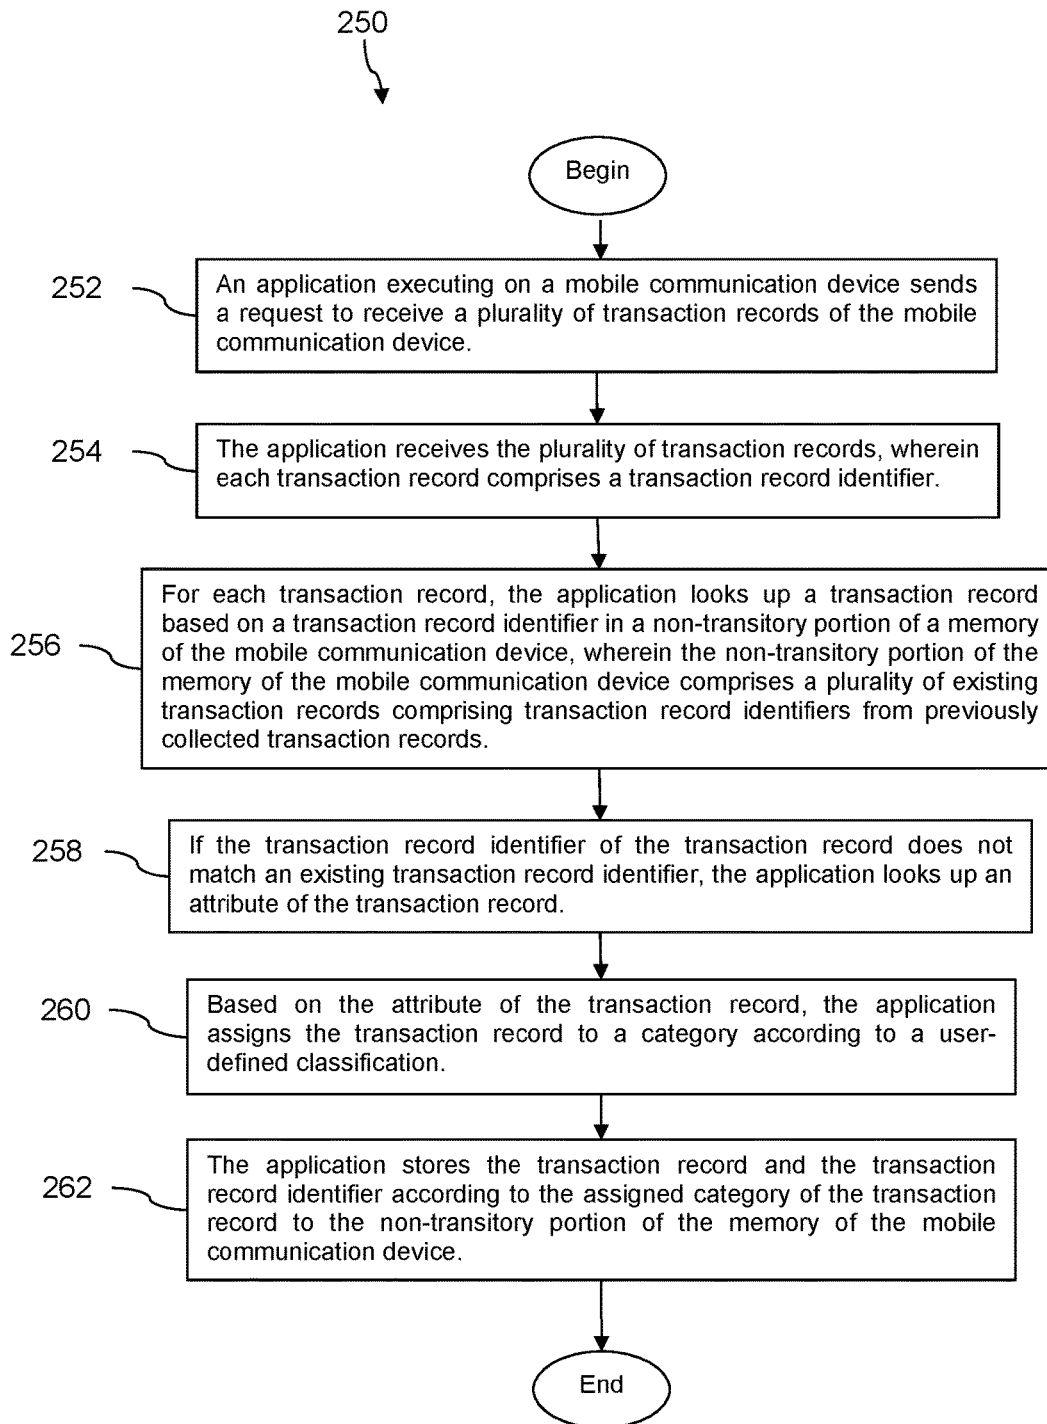 250
Begin
252
An application executing on a mobile communication device sends
a request to receive a plurality of transaction records of the mobile
communication device.
254
The application receives the plurality of transaction records, wherein
each transaction record comprises a transaction record identifier.
256
For each transaction record, the application looks up a transaction record
based on a transaction record identifier in a non-transitory portion of a memory
of the mobile communication device, wherein the non-transitory portion of the
memory of the mobile communication device comprises a plurality of existing
transaction records comprising transaction record identifiers from previously
collected transaction records.
258
If the transaction record identifier of the transaction record does not
match an existing transaction record identifier, the application looks up an
attribute of the transaction record.
260
Based on the attribute of the transaction record, the application
assigns the transaction record to a category according to a user-
defined classification.
262
The application stores the transaction record and the transaction
record identifier according to the assigned category of the transaction
record to the non-transitory portion of the memory of the mobile
communication device.
End